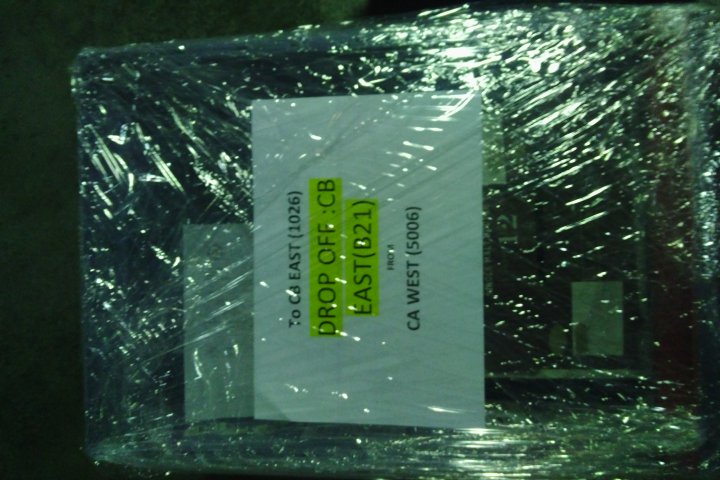 To CB EAST (1026)
DROP OFF :CB
EAST(B21)
FROM
CA WEST (5006)